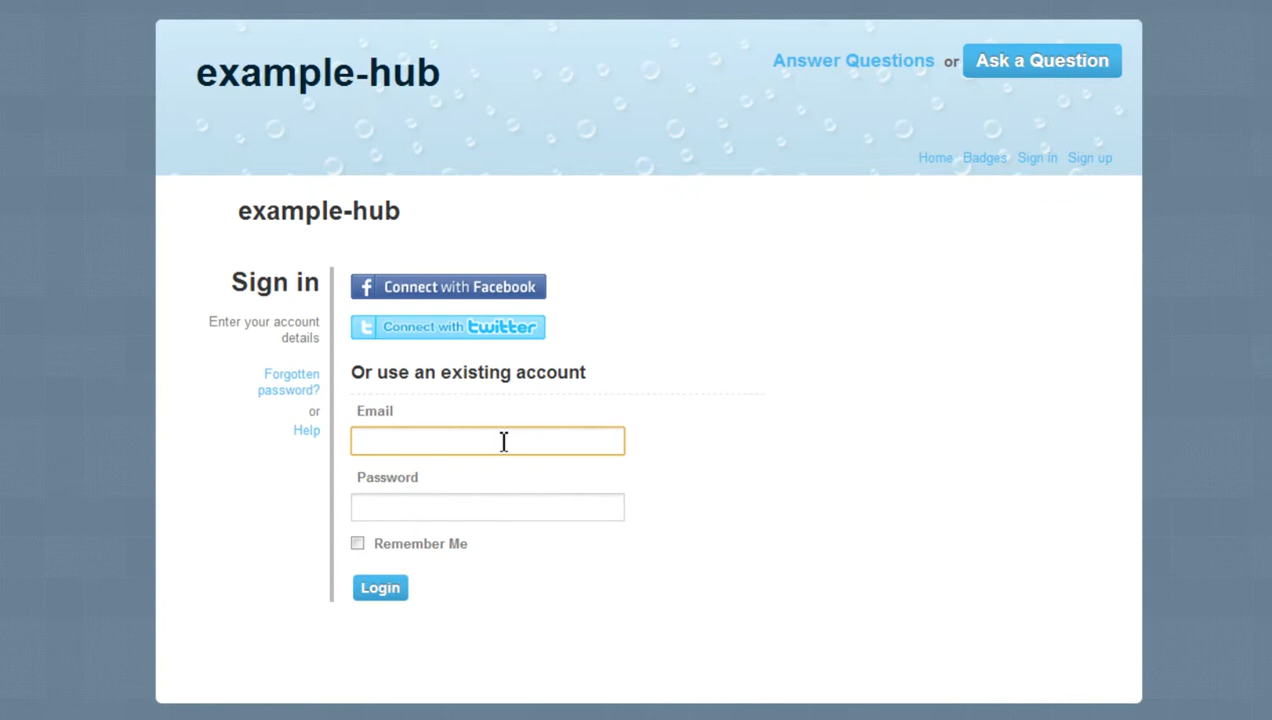 example-hub
Answer Questions or Ask a Question
Home Badges Sign in Sign up
example-hub
Sign in
Enter your account
details
Forgotten
password?
or
Help
f Connect with Facebook
t Connect with twitter
Or use an existing account
Email
Password
Remember Me
Login